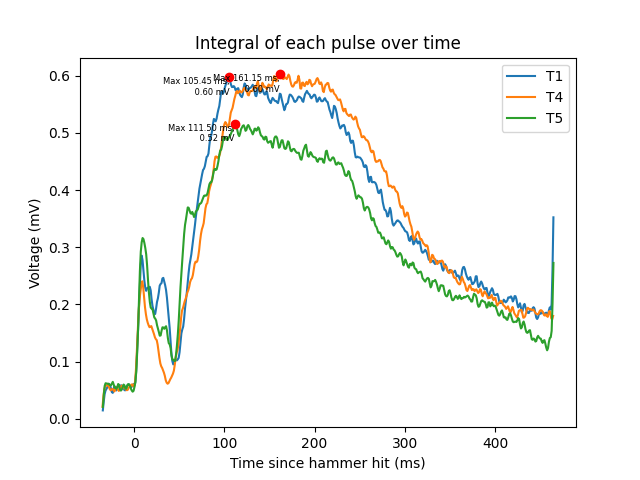 Integral of each pulse over time
Voltage (mV)
0.6
0.5
0.4
0.3
0.2
0.1
0.0
Max 105.45 ms,
0.60 mV
Max 161.15 ms,
0.60 mV
Max 111.50 ms,
0.52 mV
T1
T4
T5
0
100
200
300
400
Time since hammer hit (ms)